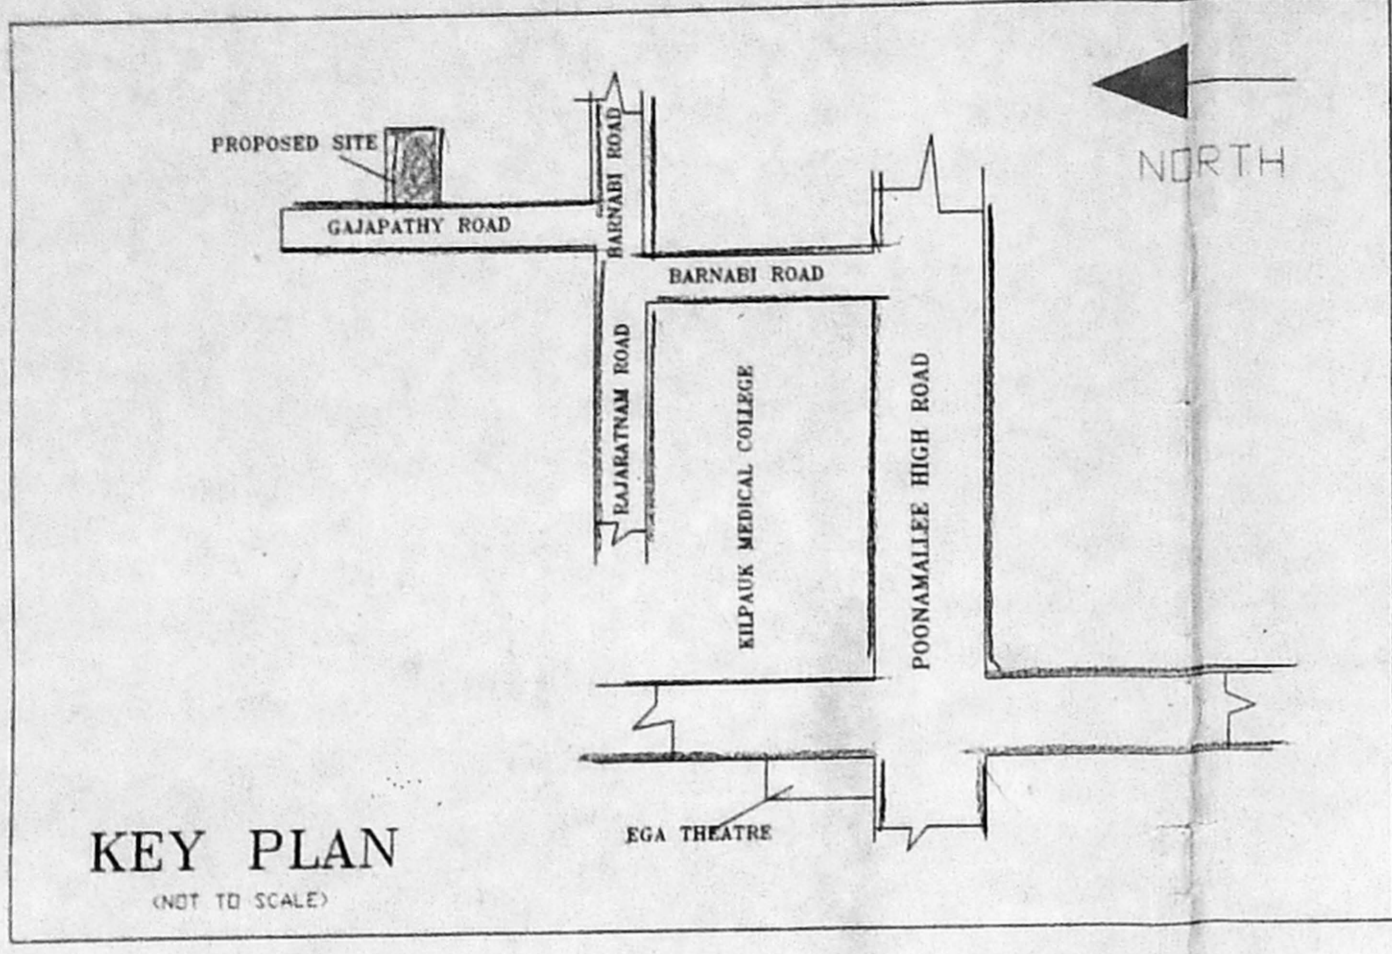 PROPOSED SITE
BARNABI ROAD
NORTH
GAJAPATHY ROAD
BARNABI ROAD
RAJARATNAM ROAD
KILPAUK MEDICAL COLLEGE
POONAMALLEE HIGH ROAD
EGA THEATRE
KEY PLAN
(NOT TO SCALE)